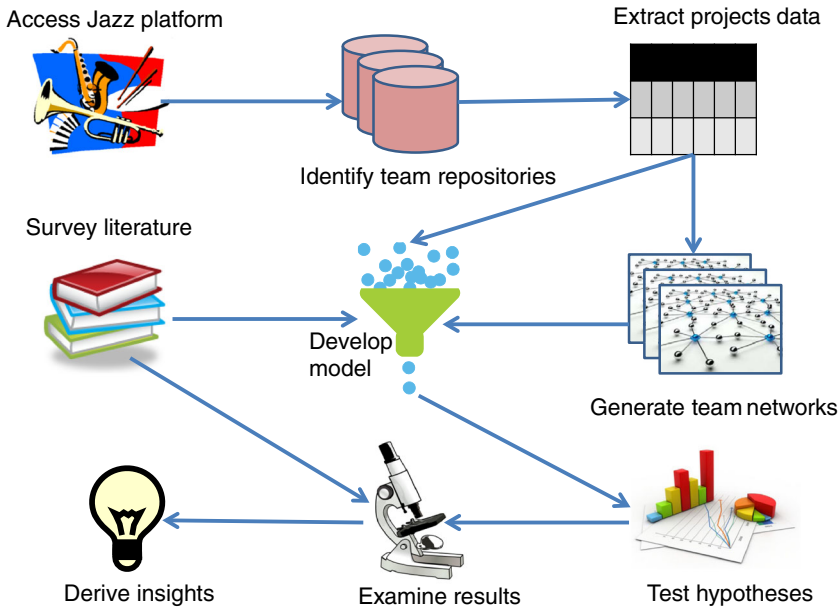 Access Jazz platform
Extract projects data
Identify team repositories
Survey literature
Develop
model
Generate team networks
Derive insights
Examine results
Test hypotheses